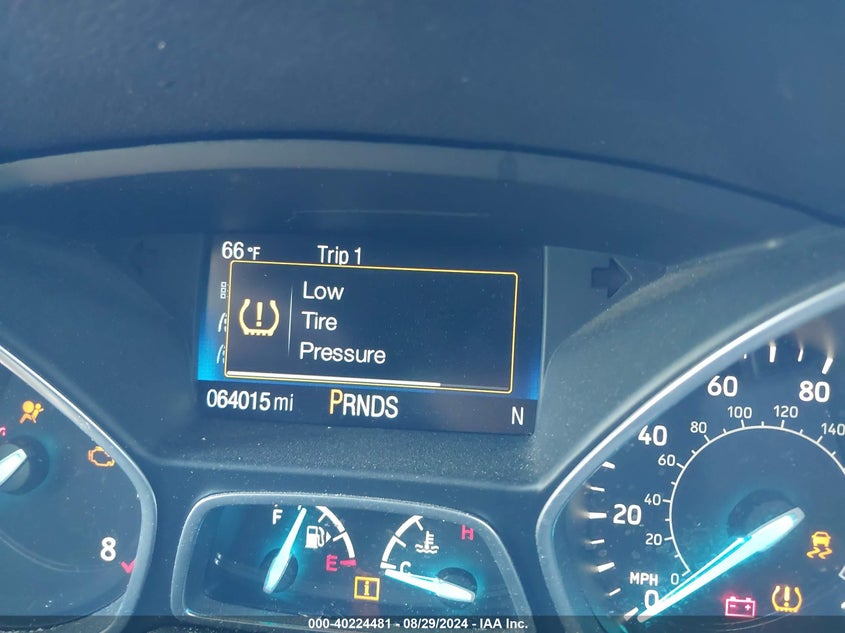 66°F Trip 1
Low
Tire
Pressure
064015 mi PRNDS N
8
F
E
H
C
i
MPH
0 20 40 60 80
0 20 40 60 80 100 120 140
000-40224481 - 08/29/2024 - IAA Inc.